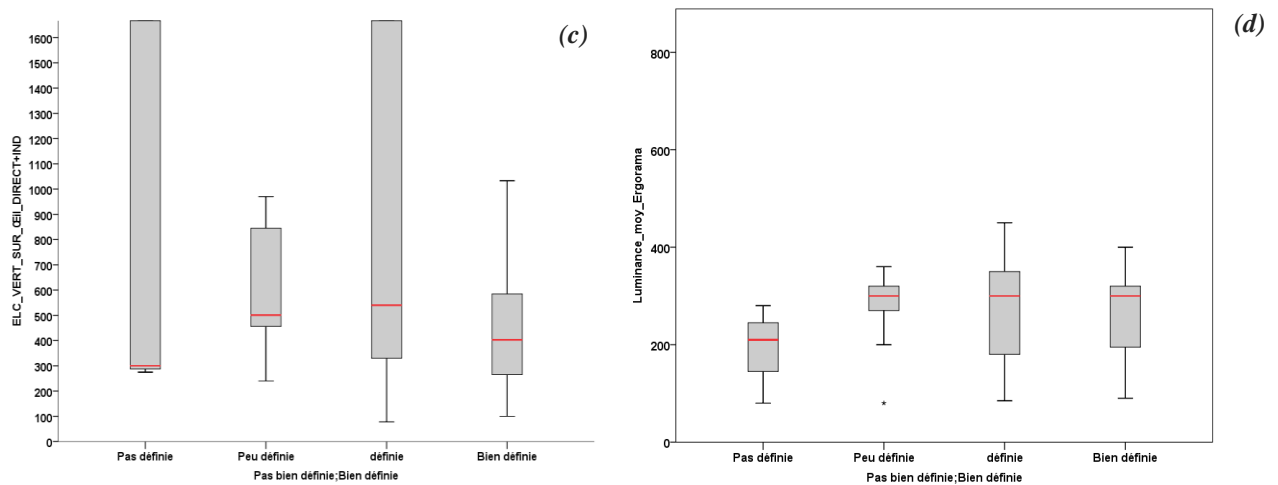 (c)
ELC_VERT_SUR_ŒIl_DIRECT+IND
1600
1500
1400
1300
1200
1100
1000
900
800
700
600
500
400
300
200
100
0
Pas définie Peu définie définie Bien définie
Pas bien définie;Bien définie
(d)
Luminance_moy_Ergorama
800
600
400
200
0
*
Pas définie Peu définie définie Bien définie
Pas bien définie;Bien définie